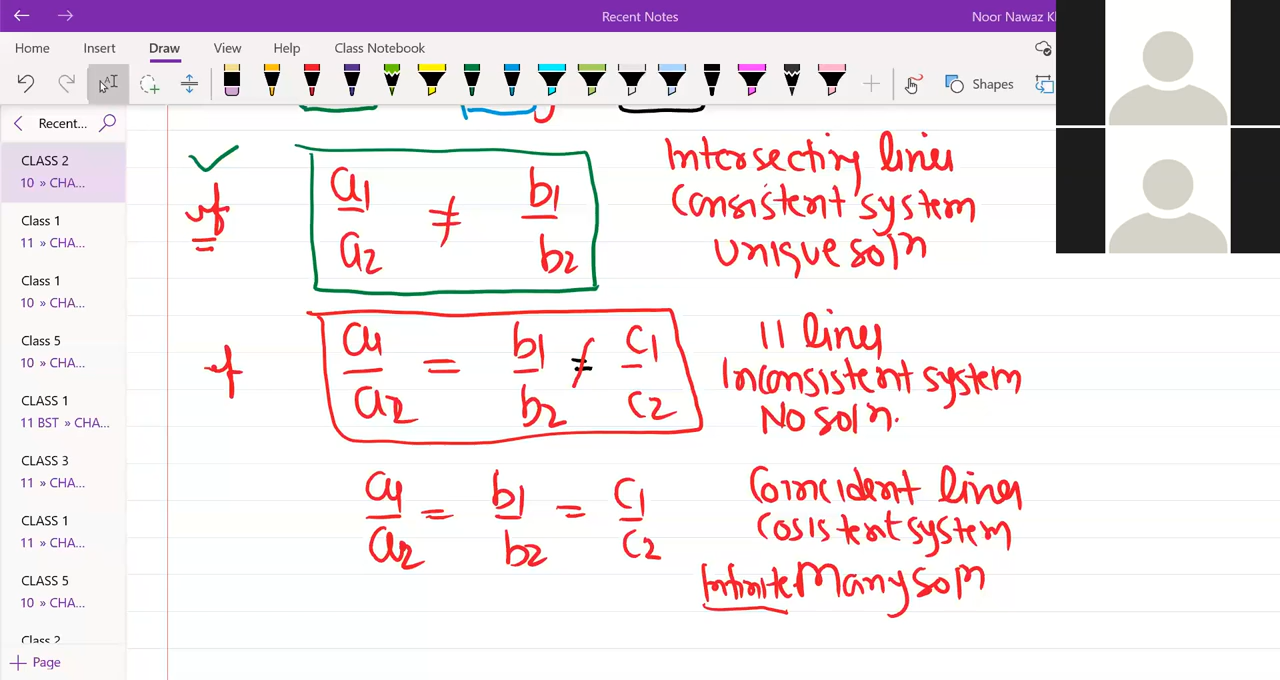 Recent Notes
Noor Nawaz Kh
Home Insert Draw View Help Class Notebook
Shapes
Recent...
CLASS 2
10 » CHA...
Class 1
11 » CHA...
Class 1
10 » CHA...
Class 5
10 » CHA...
CLASS 1
11 BST » CHA...
CLASS 3
11 » CHA...
CLASS 1
11 » CHA...
CLASS 5
10 » CHA...
Class 2
Page
if a1/a2 ≠ b1/b2
Intersecting lines
Consistent system
unique soln
if a1/a2 = b1/b2 ≠ c1/c2
|| lines
Inconsistent system
No soln.
a1/a2 = b1/b2 = c1/c2
Coincident lines
Cosistent system
Infinite Many soln